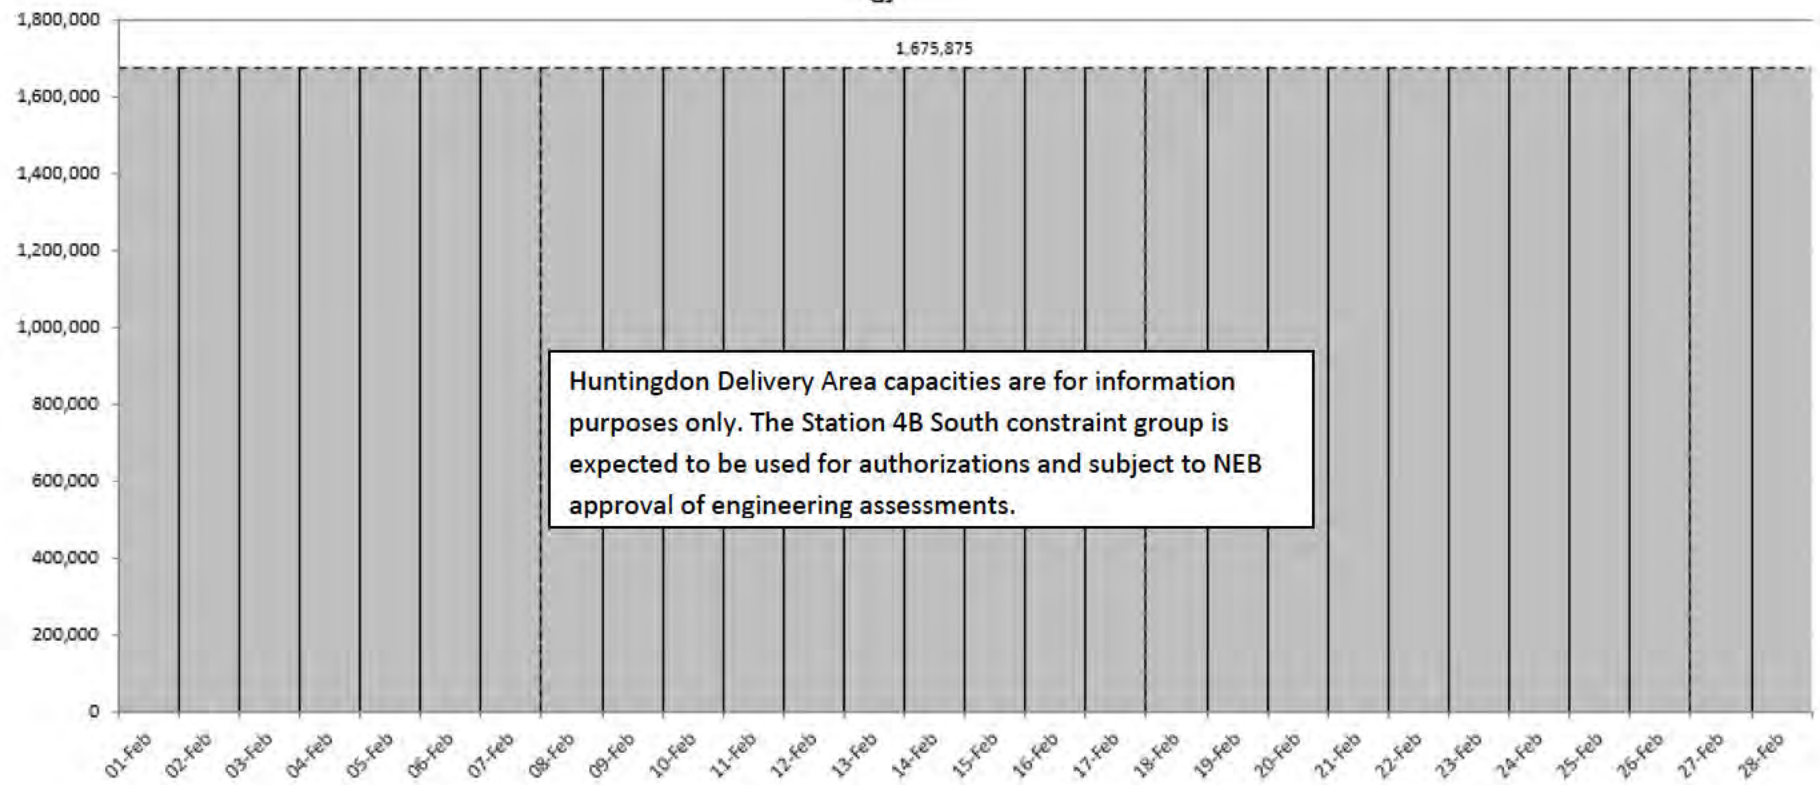 1,800,000
1,675,875
1,600,000
1,400,000
1,200,000
1,000,000
800,000
600,000
400,000
200,000
0
Huntingdon Delivery Area capacities are for information
purposes only. The Station 4B South constraint group is
expected to be used for authorizations and subject to NEB
approval of engineering assessments.
01-Feb
02-Feb
03-Feb
04-Feb
05-Feb
06-Feb
07-Feb
08-Feb
09-Feb
10-Feb
11-Feb
12-Feb
13-Feb
14-Feb
15-Feb
16-Feb
17-Feb
18-Feb
19-Feb
20-Feb
21-Feb
22-Feb
23-Feb
24-Feb
25-Feb
26-Feb
27-Feb
28-Feb